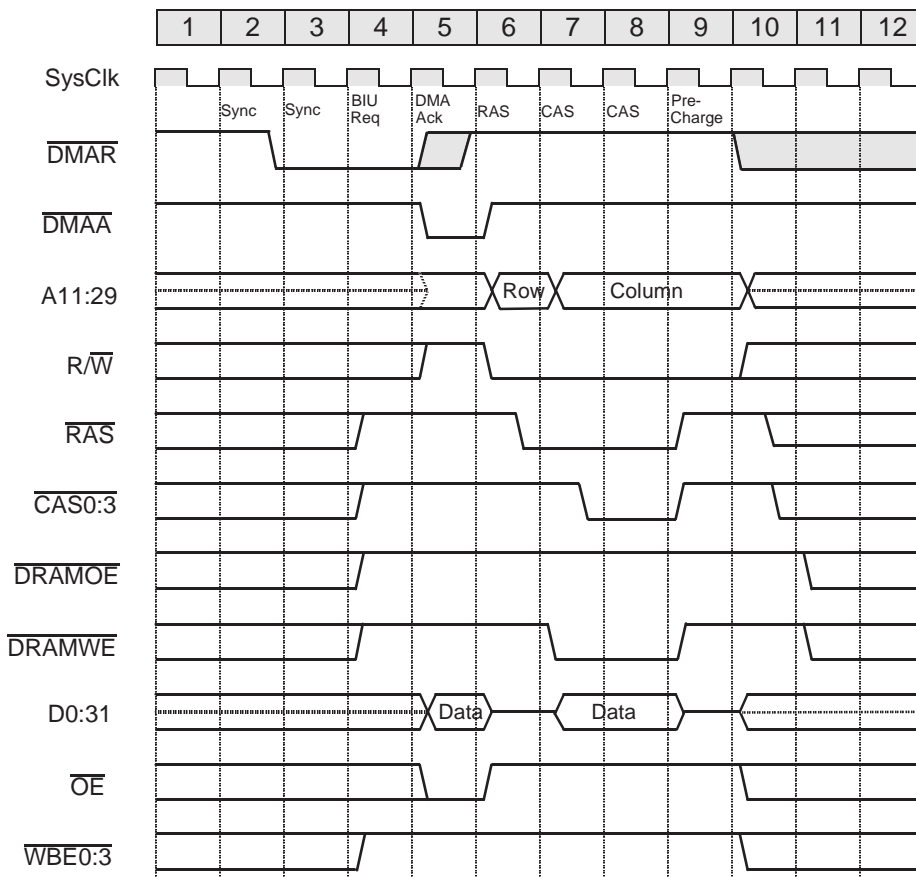 1 2 3 4 5 6 7 8 9 10 11 12
SysClk
Sync Sync BIU Req DMA Ack RAS CAS CAS Pre-Charge
DMAR
DMAA
A11:29 Row Column
R/W
RAS
CAS0:3
DRAMOE
DRAMWE
D0:31 Data Data
OE
WBE0:3